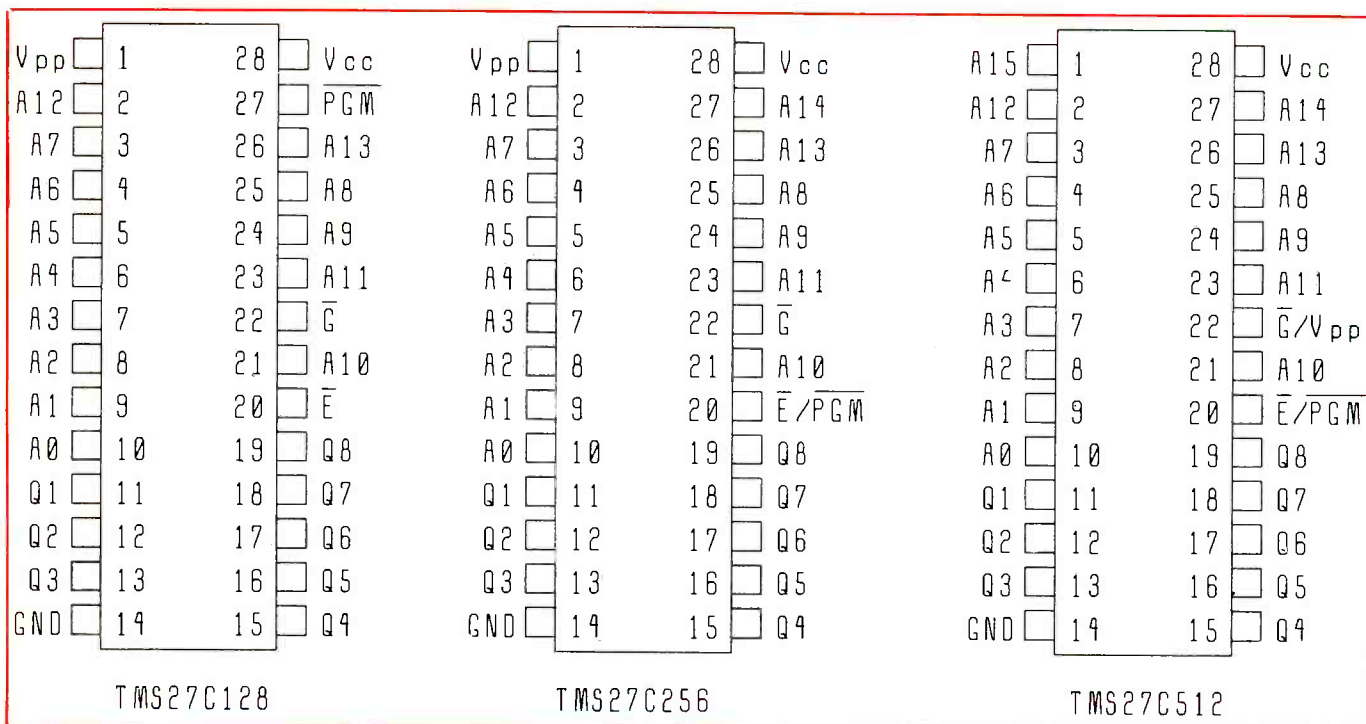 Vpp 1 28 Vcc
A12 2 27 P̅G̅M̅
A7 3 26 A13
A6 4 25 A8
A5 5 24 A9
A4 6 23 A11
A3 7 22 G̅
A2 8 21 A10
A1 9 20 E̅
A0 10 19 Q8
Q1 11 18 Q7
Q2 12 17 Q6
Q3 13 16 Q5
GND 14 15 Q4
TMS27C128
Vpp 1 28 Vcc
A12 2 27 A14
A7 3 26 A13
A6 4 25 A8
A5 5 24 A9
A4 6 23 A11
A3 7 22 G̅
A2 8 21 A10
A1 9 20 E̅/P̅G̅M̅
A0 10 19 Q8
Q1 11 18 Q7
Q2 12 17 Q6
Q3 13 16 Q5
GND 14 15 Q4
TMS27C256
A15 1 28 Vcc
A12 2 27 A14
A7 3 26 A13
A6 4 25 A8
A5 5 24 A9
A4 6 23 A11
A3 7 22 G̅/Vpp
A2 8 21 A10
A1 9 20 E̅/P̅G̅M̅
A0 10 19 Q8
Q1 11 18 Q7
Q2 12 17 Q6
Q3 13 16 Q5
GND 14 15 Q4
TMS27C512